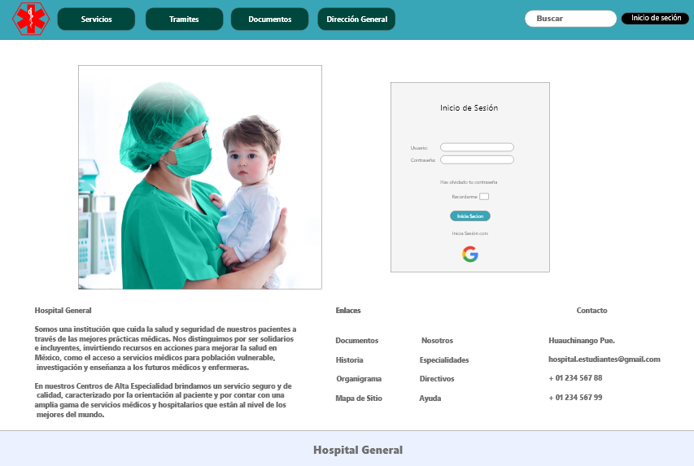 Servicios
Tramites
Documentos
Dirección General
Buscar
Inicio de seción
Inicio de Sesión
Usuario:
Contraseña:
Has olvidado tu contraseña
Recordarme
Inicia Secion
Inicia Sesión con:
Hospital General
Somos una institución que cuida la salud y seguridad de nuestros pacientes a
través de las mejores prácticas médicas. Nos distinguimos por ser solidarios
e incluyentes, invirtiendo recursos en acciones para mejorar la salud en
México, como el acceso a servicios médicos para población vulnerable,
investigación y enseñanza a los futuros médicos y enfermeras.
En nuestros Centros de Alta Especialidad brindamos un servicio seguro y de
calidad, caracterizado por la orientación al paciente y por contar con una
amplia gama de servicios médicos y hospitalarios que están al nivel de los
mejores del mundo.
Enlaces
Documentos
Nosotros
Historia
Especialidades
Organigrama
Directivos
Mapa de Sitio
Ayuda
Contacto
Huauchinango Pue.
hospital.estudiantes@gmail.com
+ 01 234 567 88
+ 01 234 567 99
Hospital General